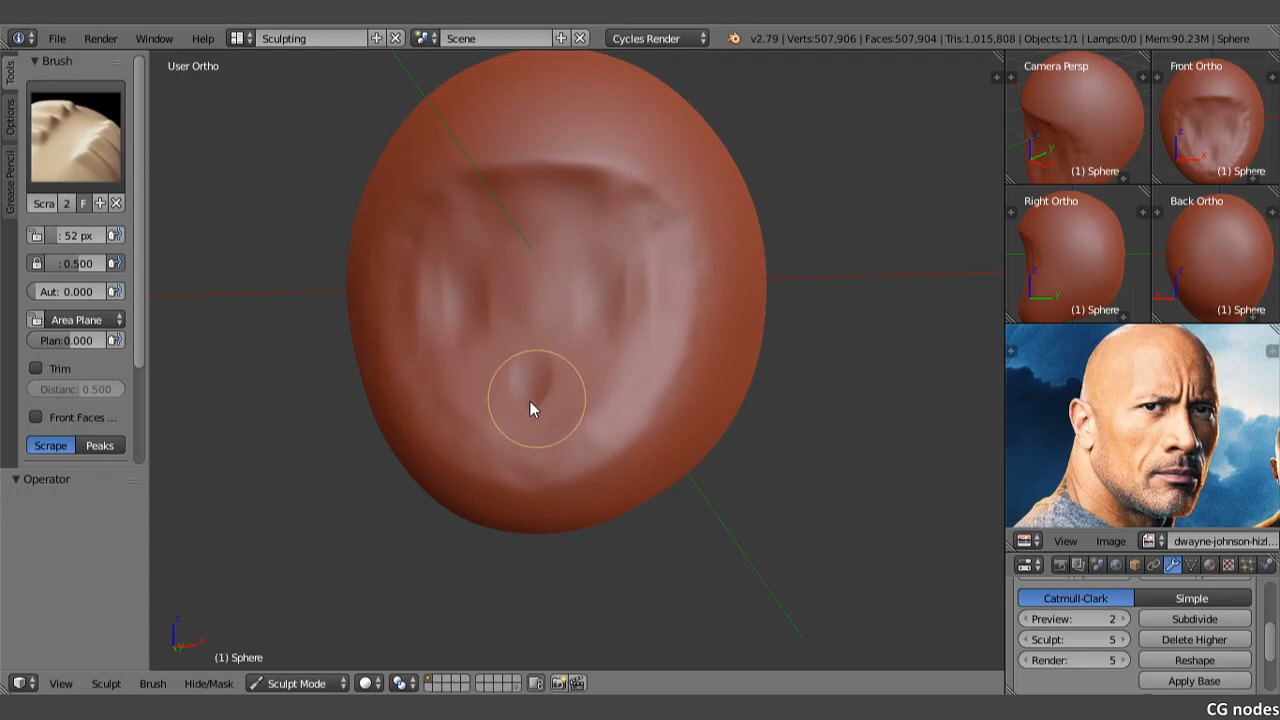 File Render Window Help Sculpting Scene Cycles Render v2.79 | Verts:507,906 | Faces:507,904 | Tris:1,015,808 | Objects:1/1 | Lamps:0/0 | Mem:90.23M | Sphere
Tools
Options
Grease Pencil
Brush
Scra 2 F
: 52 px
: 0.500
Aut: 0.000
Area Plane
Plan:0.000
Trim
Distanc: 0.500
Front Faces ...
Scrape Peaks
Operator
User Ortho
z
x
y
(1) Sphere
Camera Persp
z
y
(1) Sphere
Front Ortho
z
x
(1) Sphere
Right Ortho
z
y
(1) Sphere
Back Ortho
z
x
(1) Sphere
View Image dwayne-johnson-hizl...
Catmull-Clark Simple
Preview: 2 Subdivide
Sculpt: 5 Delete Higher
Render: 5 Reshape
Apply Base
View Sculpt Brush Hide/Mask Sculpt Mode
CG nodes